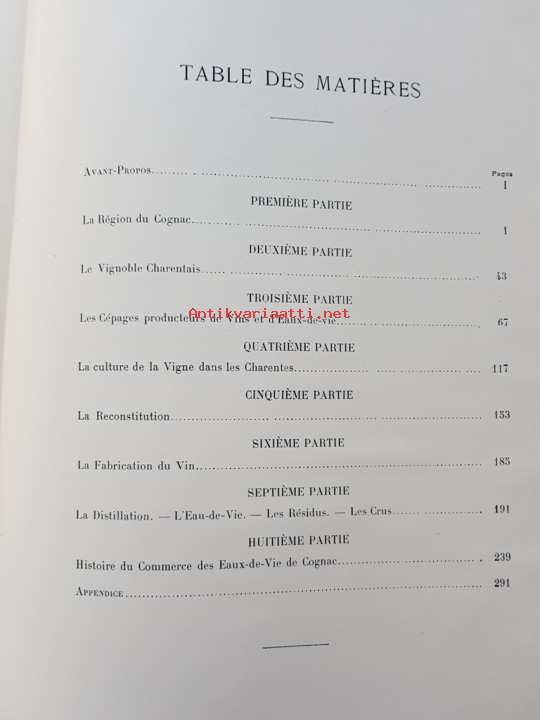 TABLE DES MATIÈRES
Pages
Avant-Propos I
PREMIÈRE PARTIE
La Région du Cognac 1
DEUXIÈME PARTIE
Le Vignoble Charentais 43
TROISIÈME PARTIE
Antikvariaatti.net
Les Cépages producteurs de Vins et d'Eaux-de-vie 67
QUATRIÈME PARTIE
La culture de la Vigne dans les Charentes 117
CINQUIÈME PARTIE
La Reconstitution 153
SIXIÈME PARTIE
La Fabrication du Vin 185
SEPTIÈME PARTIE
La Distillation. — L'Eau-de-Vie. — Les Résidus. — Les Crus 191
HUITIÈME PARTIE
Histoire du Commerce des Eaux-de-Vie de Cognac 239
Appendice 291